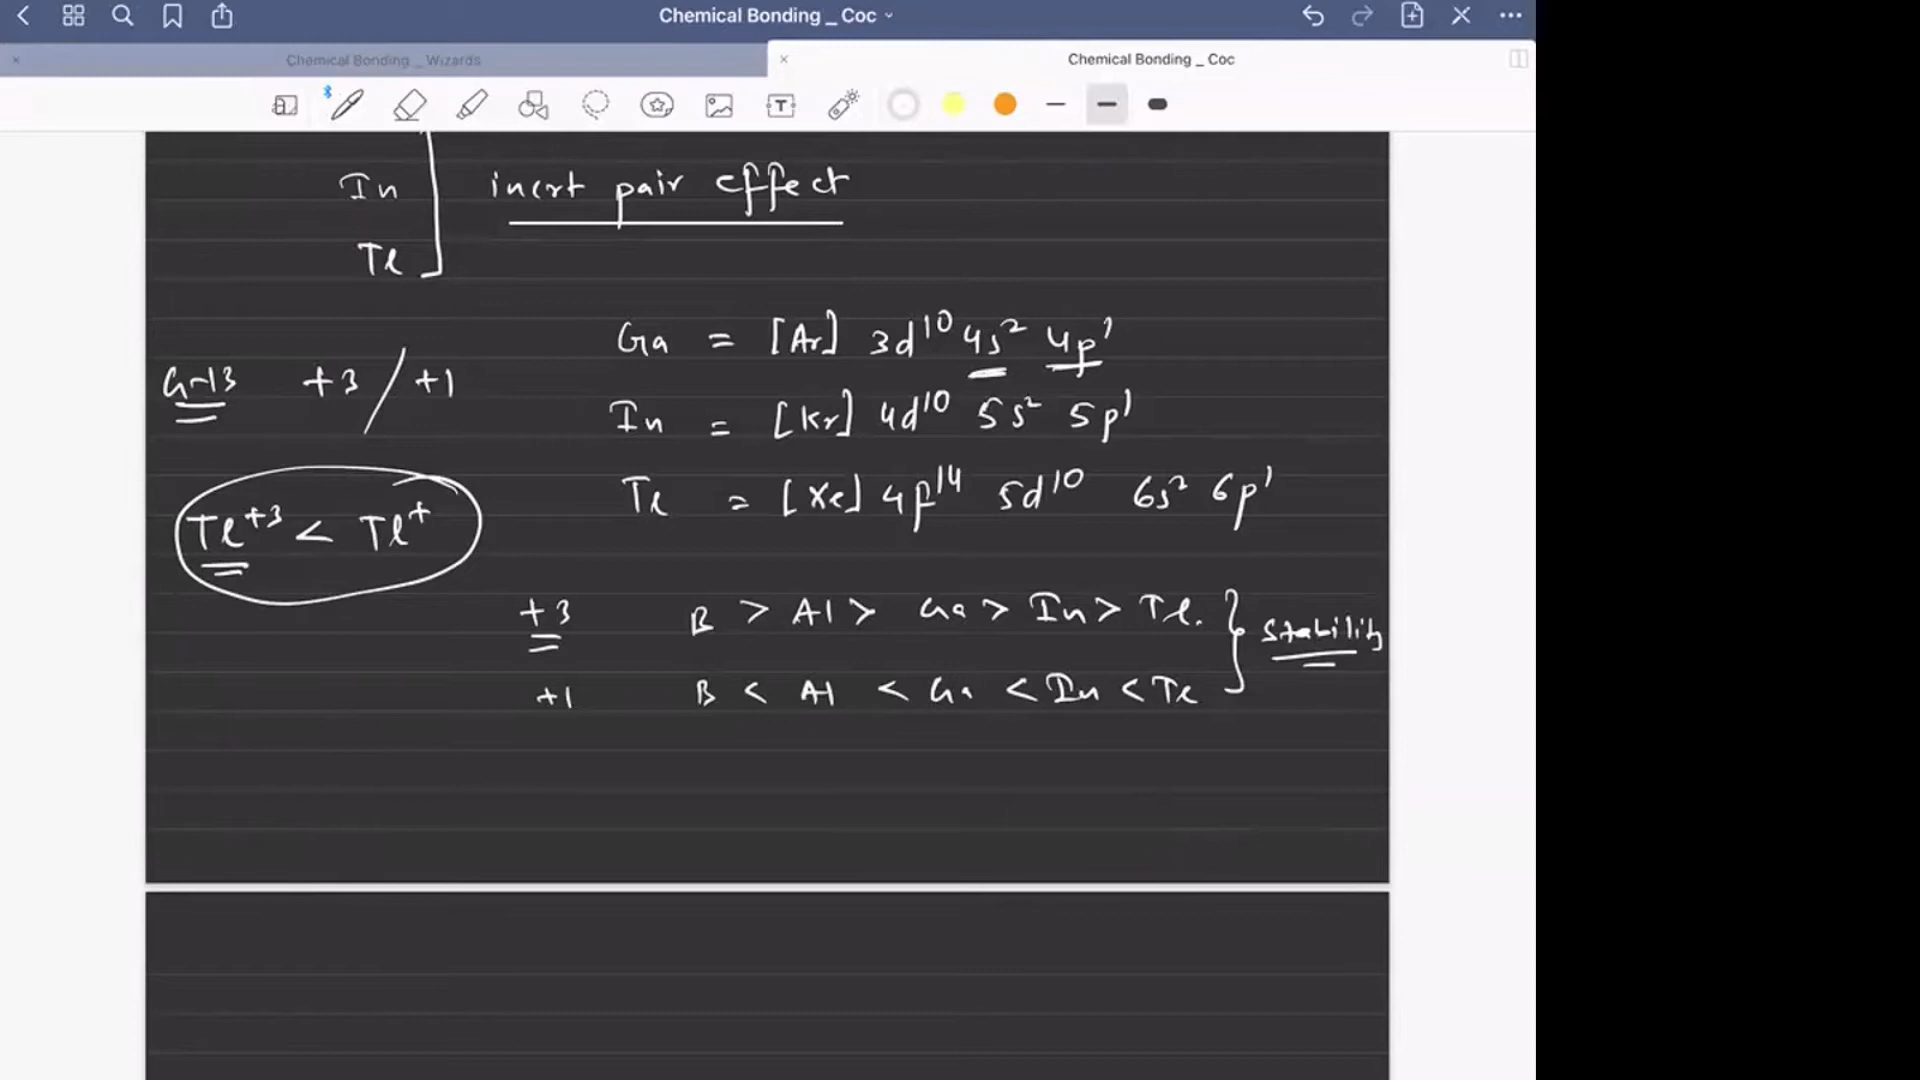 Chemical Bonding _ Coc
Chemical Bonding _ Wizards
Chemical Bonding _ Coc
In inert pair effect
Tl
Ga = [Ar] 3d¹⁰ 4s² 4p¹
G-13 +3 / +1
In = [Kr] 4d¹⁰ 5s² 5p¹
Tl = [Xe] 4f¹⁴ 5d¹⁰ 6s² 6p¹
Tl⁺³ < Tl⁺
+3 B > Al > Ga > In > Tl. } stability
+1 B < Al < Ga < In < Tl